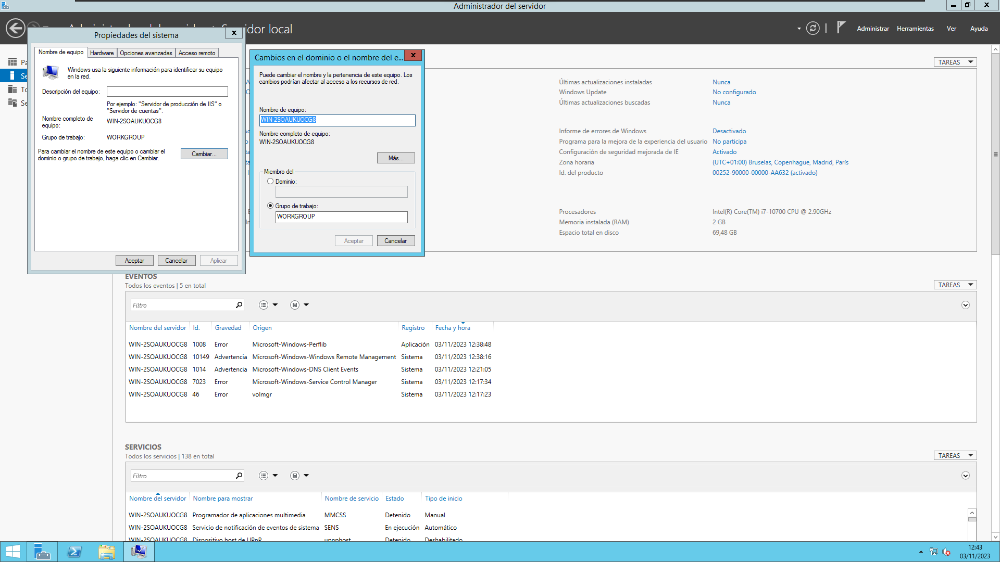 Administrador del servidor
Servidor local
Administrar
Herramientas
Ver
Ayuda
Propiedades del sistema
Nombre de equipo
Hardware
Opciones avanzadas
Acceso remoto
Windows usa la siguiente información para identificar su equipo
en la red.
Descripción del equipo:
Por ejemplo: "Servidor de producción de IIS" o
"Servidor de cuentas".
Nombre completo de
equipo:
WIN-2SOAUKUOCG8
Grupo de trabajo:
WORKGROUP
Para cambiar el nombre de este equipo o cambiar el
dominio o grupo de trabajo, haga clic en Cambiar.
Cambiar...
Aceptar
Cancelar
Aplicar
Cambios en el dominio o el nombre del e...
Puede cambiar el nombre y la pertenencia de este equipo. Los
cambios podrían afectar al acceso a los recursos de red.
Nombre de equipo:
WIN-2SOAUKUOCG8
Nombre completo de equipo:
WIN-2SOAUKUOCG8
Más...
Miembro del
Dominio:
Grupo de trabajo:
WORKGROUP
Aceptar
Cancelar
TAREAS
Últimas actualizaciones instaladas Nunca
Windows Update No configurado
Últimas actualizaciones buscadas Nunca
Informe de errores de Windows Desactivado
Programa para la mejora de la experiencia del usuario No participa
Configuración de seguridad mejorada de IE Activado
Zona horaria (UTC+01:00) Bruselas, Copenhague, Madrid, París
Id. del producto 00252-90000-00000-AA632 (activado)
Procesadores Intel(R) Core(TM) i7-10700 CPU @ 2.90GHz
Memoria instalada (RAM) 2 GB
Espacio total en disco 69,48 GB
EVENTOS
Todos los eventos | 5 en total
TAREAS
Filtro
Nombre del servidor Id. Gravedad Origen Registro Fecha y hora
WIN-2SOAUKUOCG8 1008 Error Microsoft-Windows-Perflib Aplicación 03/11/2023 12:38:48
WIN-2SOAUKUOCG8 10149 Advertencia Microsoft-Windows-Windows Remote Management Sistema 03/11/2023 12:38:16
WIN-2SOAUKUOCG8 1014 Advertencia Microsoft-Windows-DNS Client Events Sistema 03/11/2023 12:21:05
WIN-2SOAUKUOCG8 7023 Error Microsoft-Windows-Service Control Manager Sistema 03/11/2023 12:17:34
WIN-2SOAUKUOCG8 46 Error volmgr Sistema 03/11/2023 12:17:23
SERVICIOS
Todos los servicios | 138 en total
TAREAS
Filtro
Nombre del servidor Nombre para mostrar Nombre de servicio Estado Tipo de inicio
WIN-2SOAUKUOCG8 Programador de aplicaciones multimedia MMCSS Detenido Manual
WIN-2SOAUKUOCG8 Servicio de notificación de eventos de sistema SENS En ejecución Automático
WIN-2SOAUKUOCG8 Dispositivo host de UPnP upnphost Detenido Deshabilitado
12:43
03/11/2023